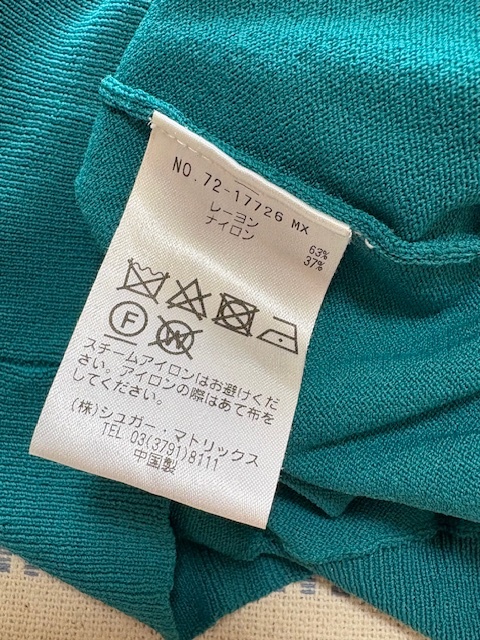 NO. 72-17726 MX
レーヨン 63%
ナイロン 37%
F
W
スチームアイロンはお避けくだ
さい。アイロンの際はあて布を
してください。
(株)シュガー・マトリックス
TEL 03(3791)8111
中国製